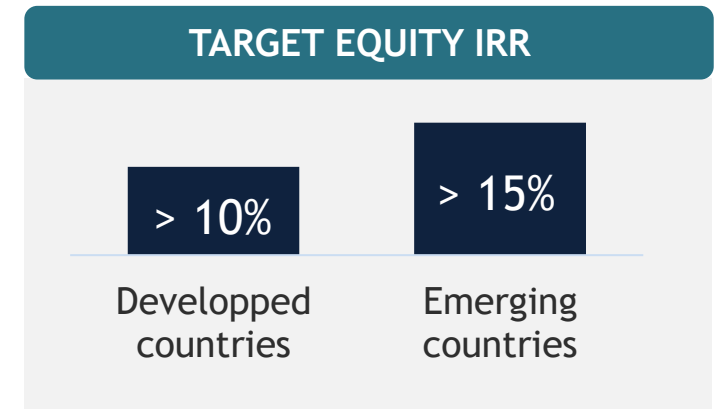 TARGET EQUITY IRR
> 10%
> 15%
Developped
countries
Emerging
countries